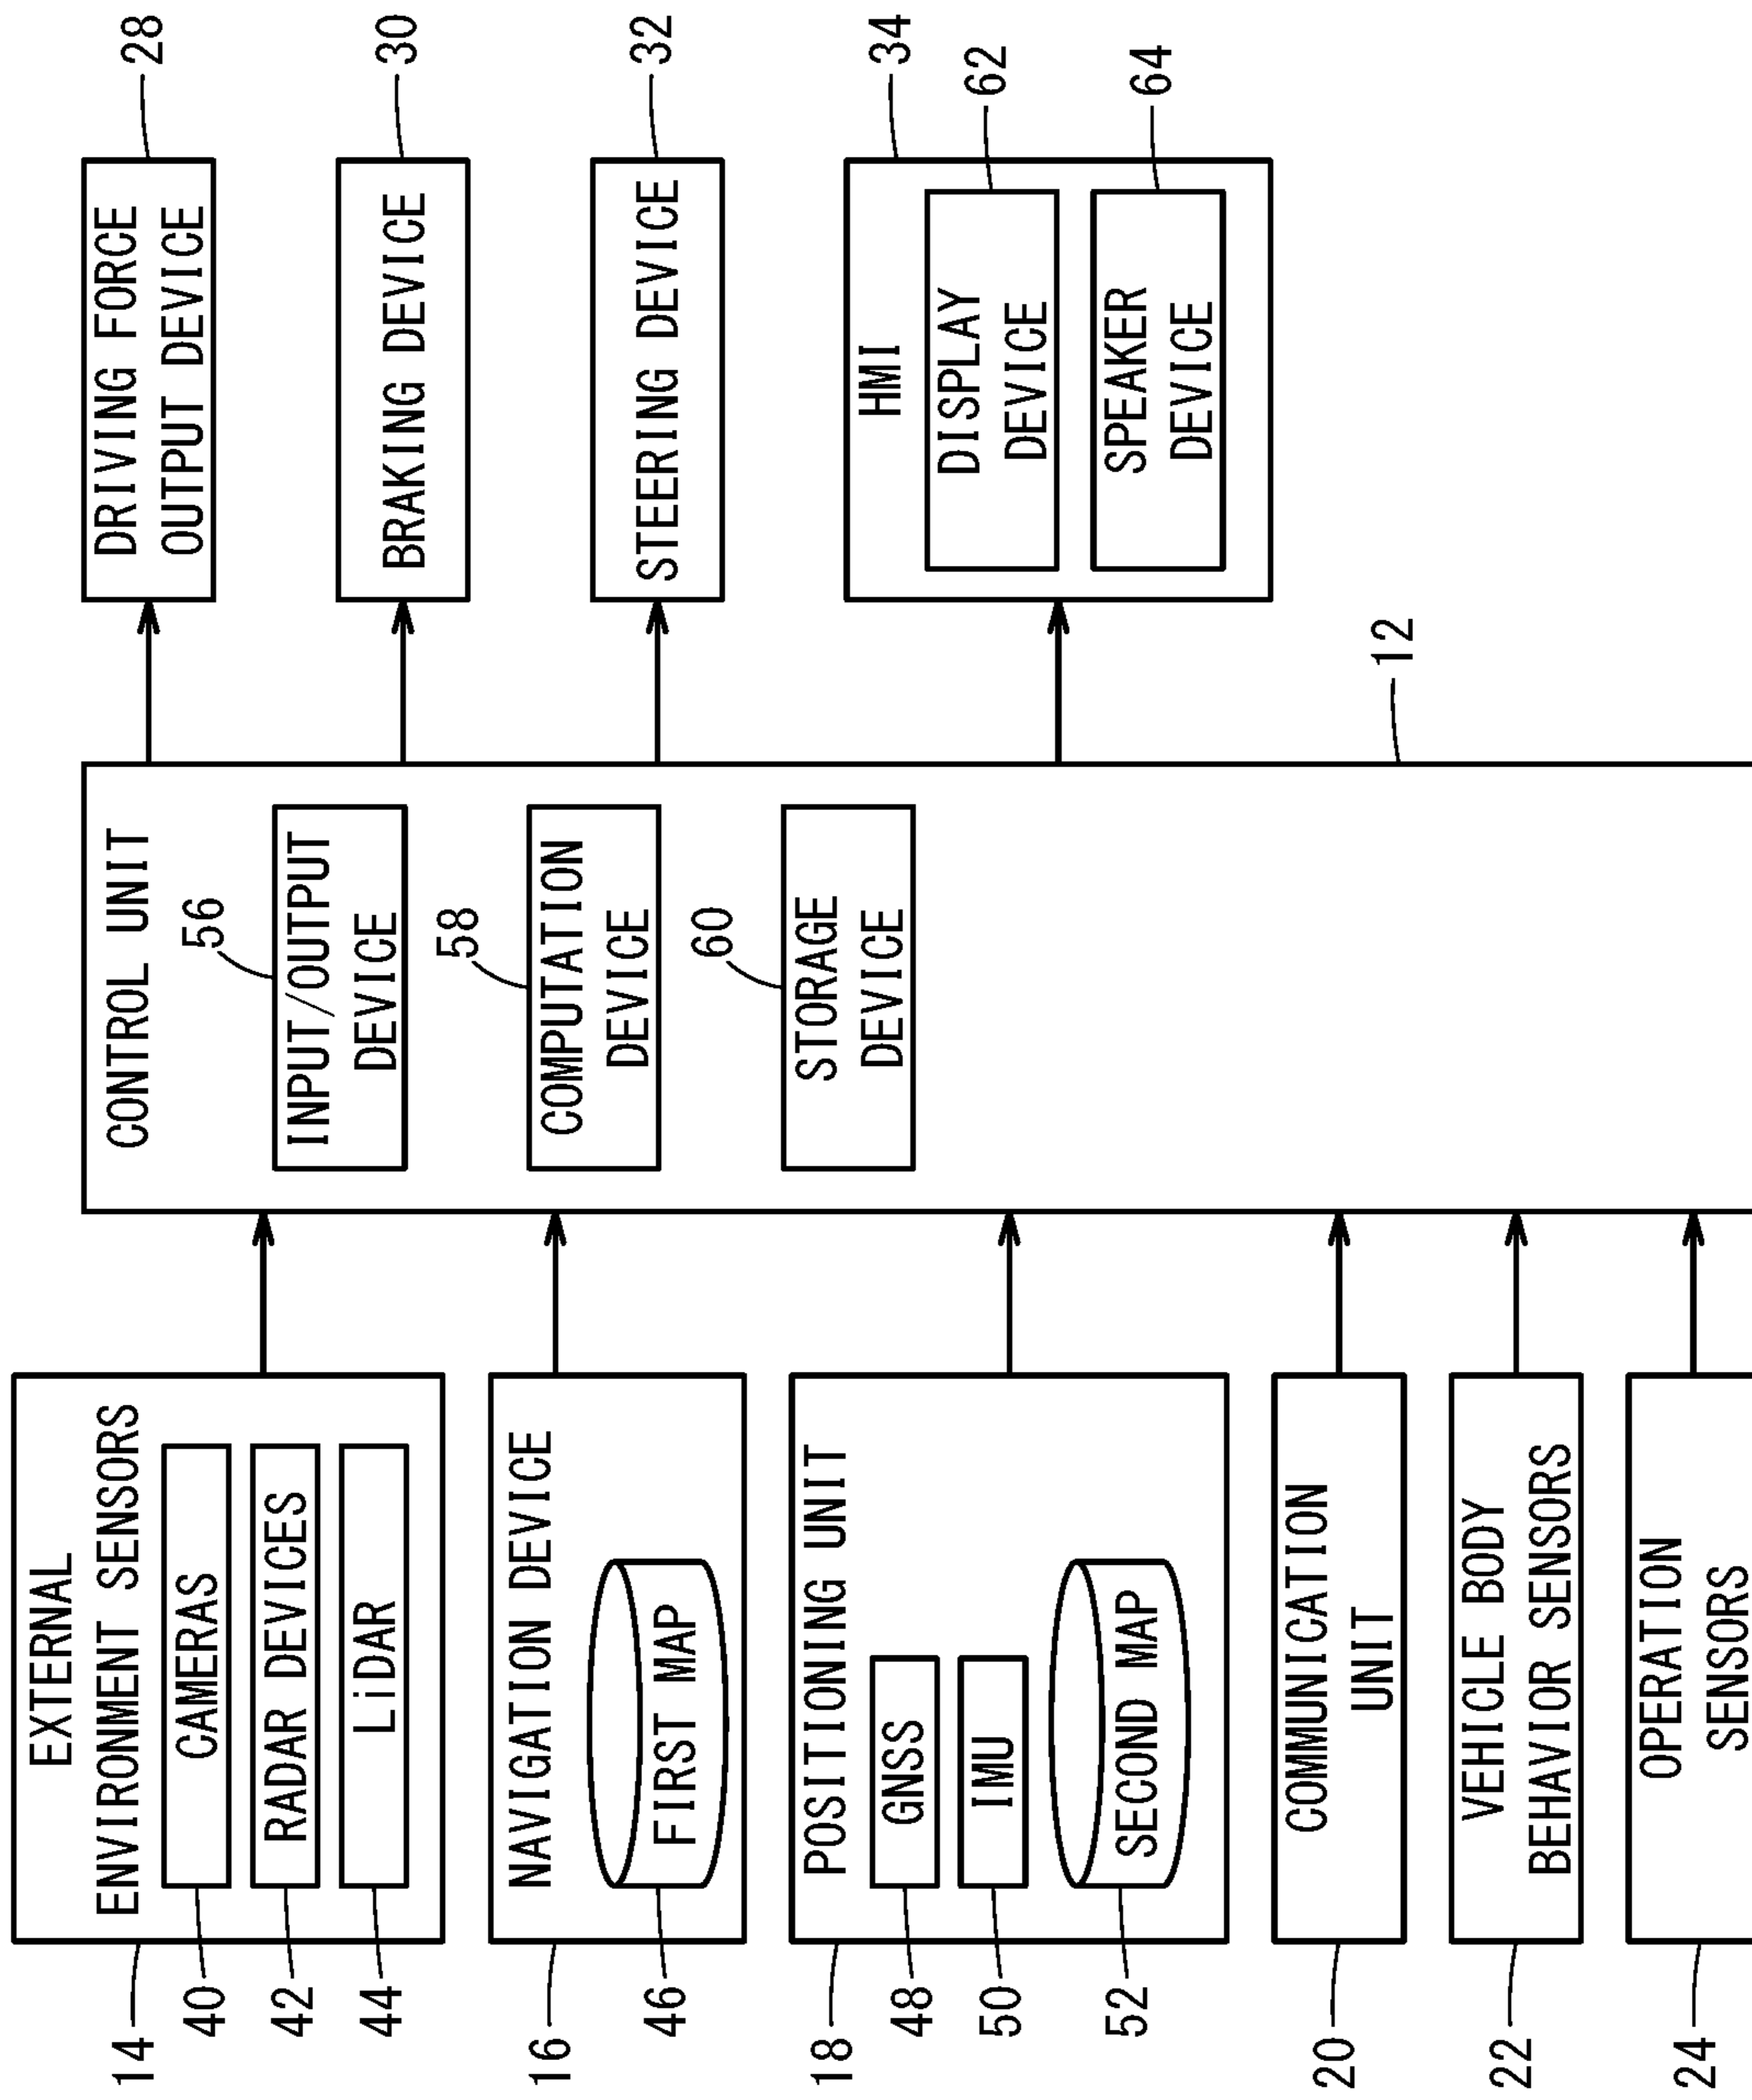 14
EXTERNAL
ENVIRONMENT SENSORS
40
CAMERAS
42
RADAR DEVICES
44
LiDAR
16
NAVIGATION DEVICE
46
FIRST MAP
18
POSITIONING UNIT
48
GNSS
50
IMU
52
SECOND MAP
20
COMMUNICATION
UNIT
22
VEHICLE BODY
BEHAVIOR SENSORS
24
OPERATION
SENSORS
CONTROL UNIT
56
INPUT/OUTPUT
DEVICE
58
COMPUTATION
DEVICE
60
STORAGE
DEVICE
12
DRIVING FORCE
OUTPUT DEVICE
28
BRAKING DEVICE
30
STEERING DEVICE
32
HMI
34
DISPLAY
DEVICE
62
SPEAKER
DEVICE
64